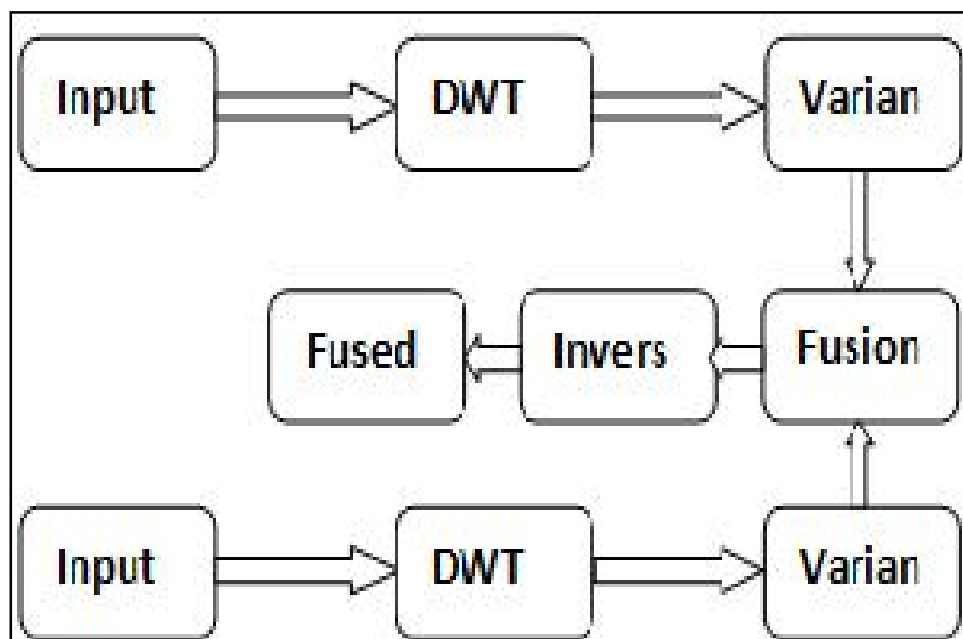 Input
DWT
Varian
Fused
Invers
Fusion
Input
DWT
Varian